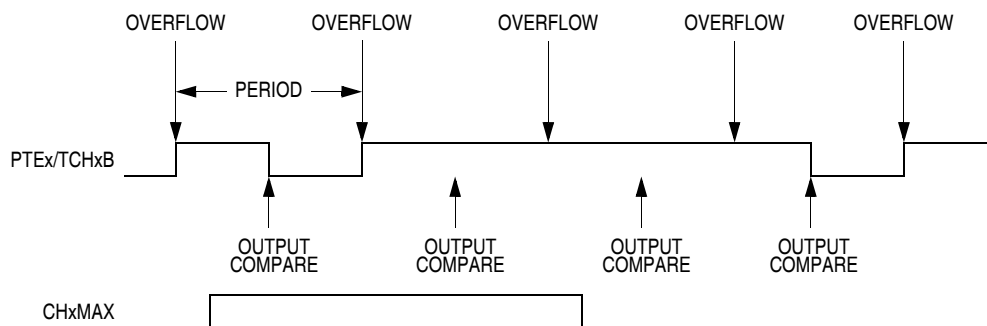 OVERFLOW OVERFLOW OVERFLOW OVERFLOW OVERFLOW
PERIOD
PTEx/TCHxB
OUTPUT COMPARE
OUTPUT COMPARE
OUTPUT COMPARE
OUTPUT COMPARE
CHxMAX